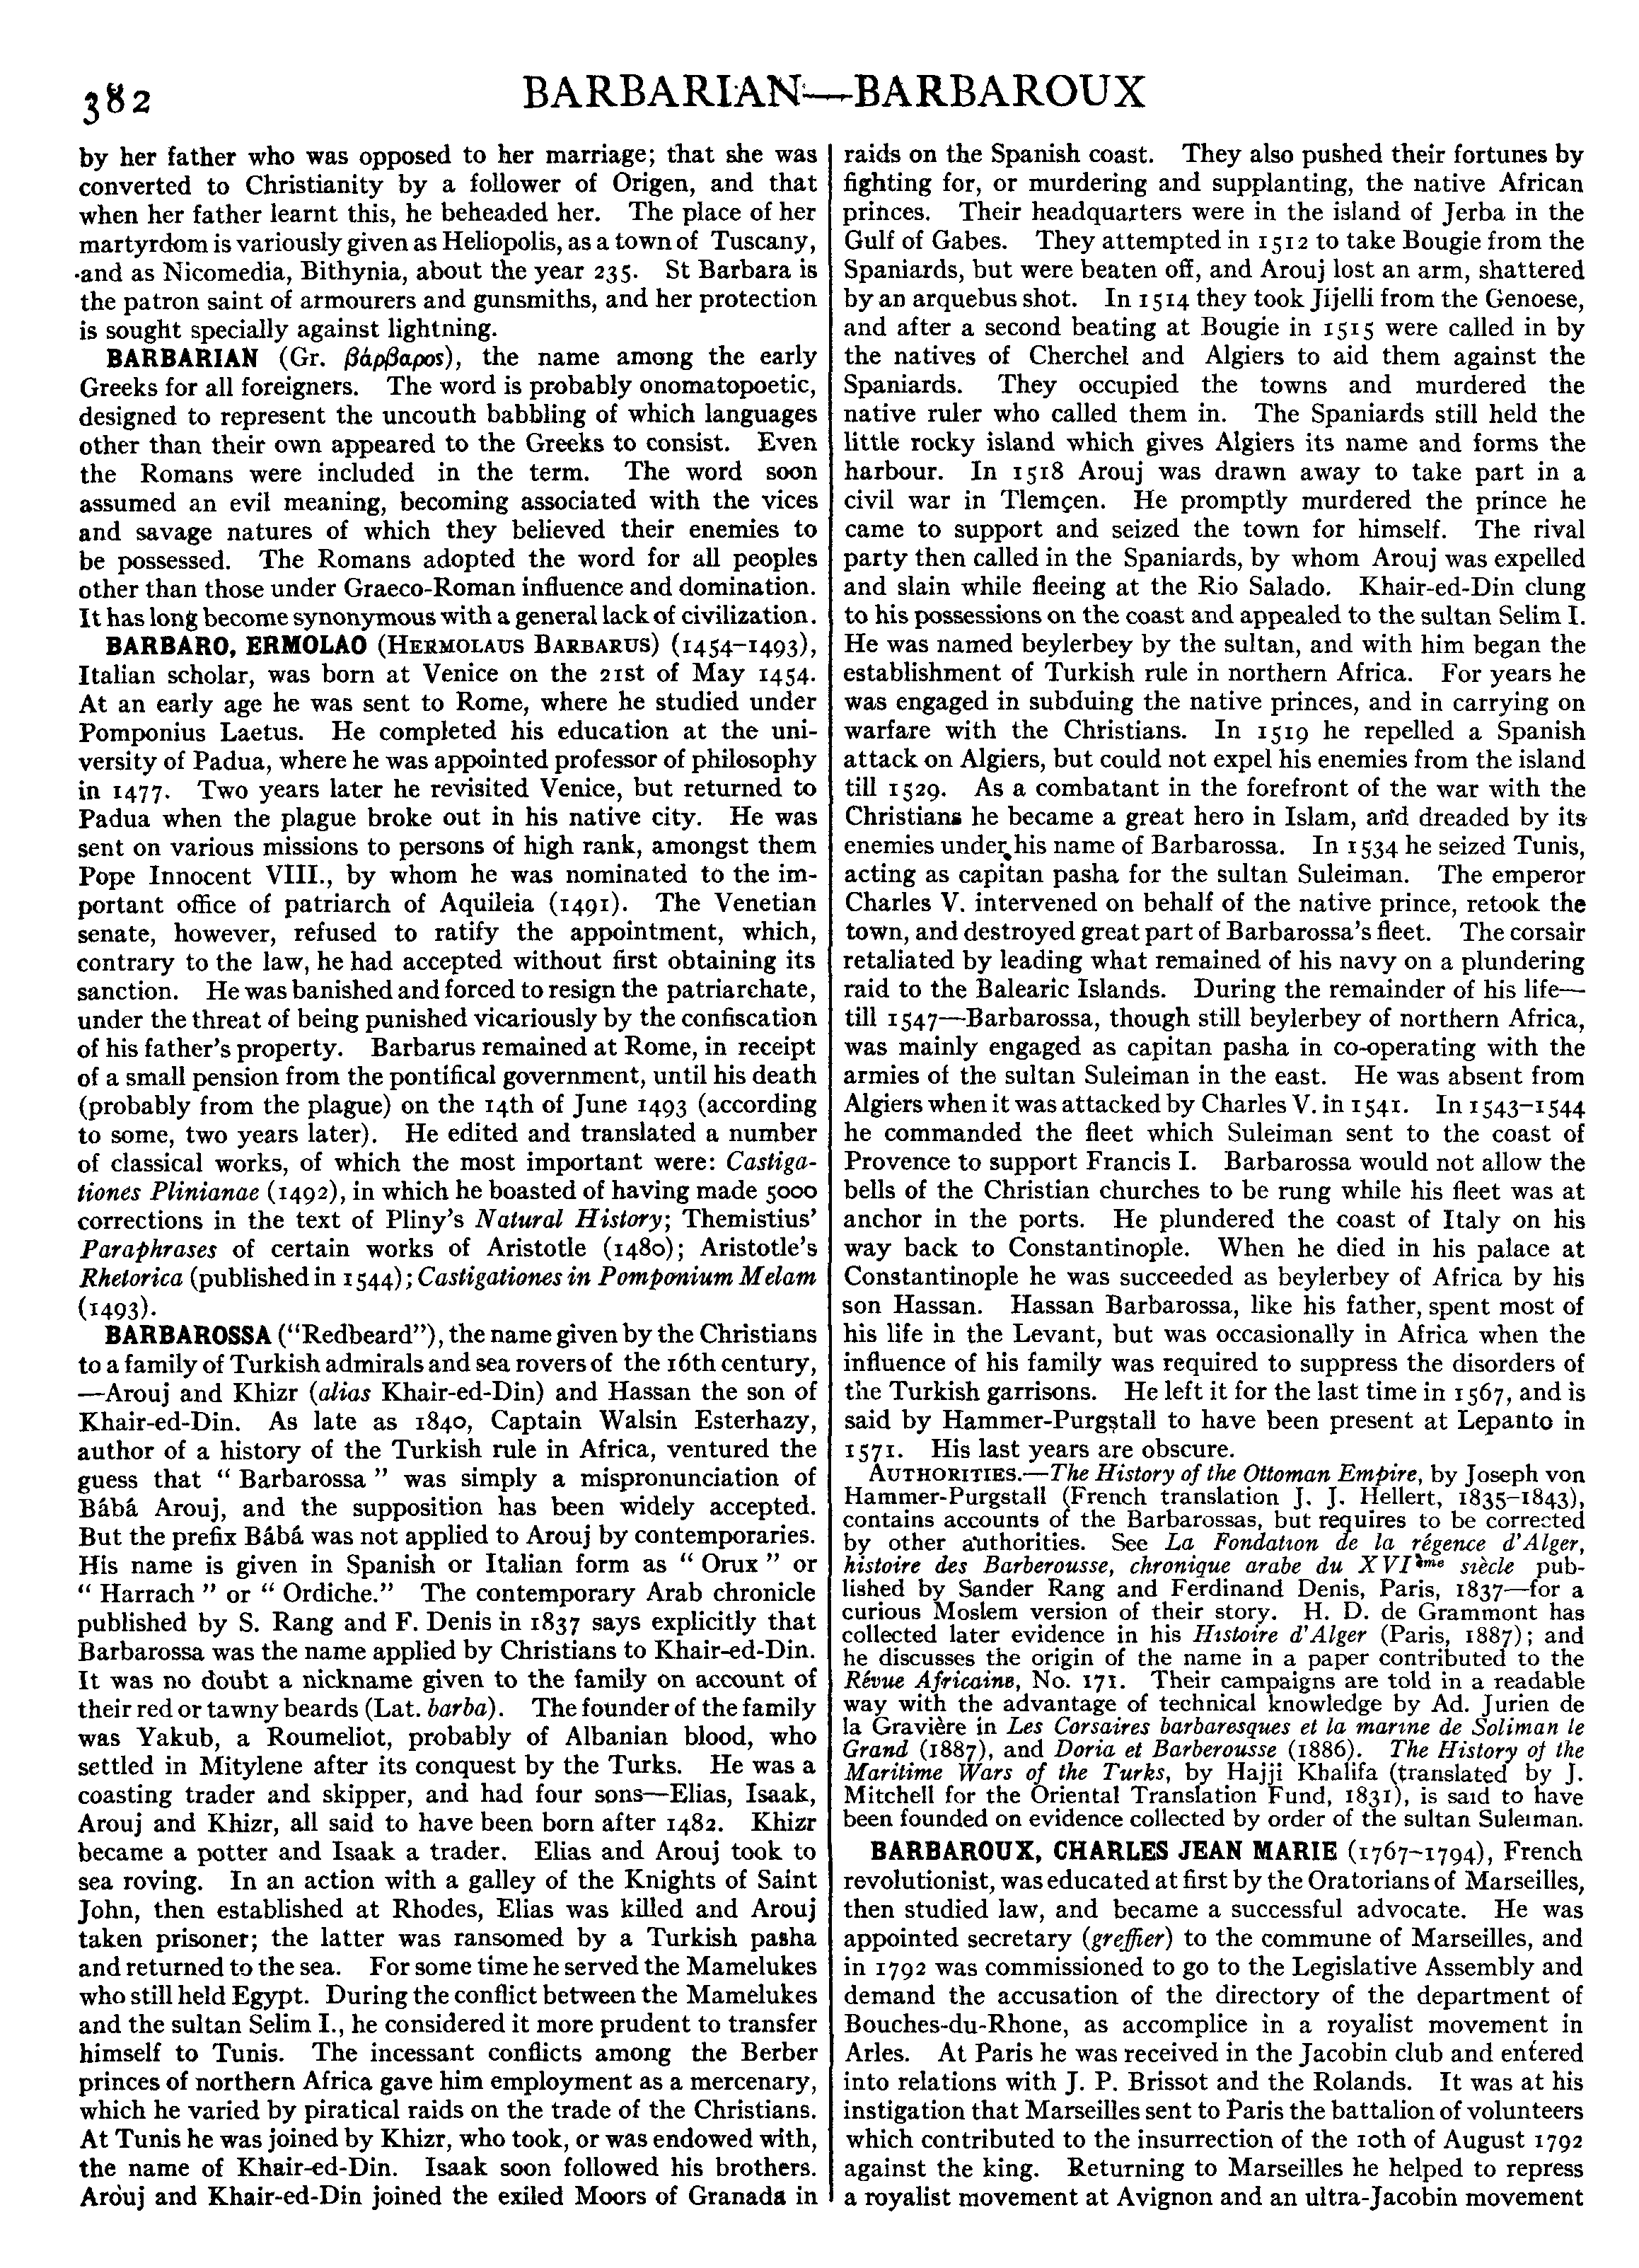 382
BARBARIAN—BARBAROUX
by her father who was opposed to her marriage; that she was
converted to Christianity by a follower of Origen, and that
when her father learnt this, he beheaded her. The place of her
martyrdom is variously given as Heliopolis, as a town of Tuscany,
and as Nicomedia, Bithynia, about the year 235. St Barbara is
the patron saint of armourers and gunsmiths, and her protection
is sought specially against lightning.
BARBARIAN (Gr. βάρβαρος), the name among the early
Greeks for all foreigners. The word is probably onomatopoetic,
designed to represent the uncouth babbling of which languages
other than their own appeared to the Greeks to consist. Even
the Romans were included in the term. The word soon
assumed an evil meaning, becoming associated with the vices
and savage natures of which they believed their enemies to
be possessed. The Romans adopted the word for all peoples
other than those under Graeco-Roman influence and domination.
It has long become synonymous with a general lack of civilization.
BARBARO, ERMOLAO (HERMOLAUS BARBARUS) (1454-1493),
Italian scholar, was born at Venice on the 21st of May 1454.
At an early age he was sent to Rome, where he studied under
Pomponius Laetus. He completed his education at the uni-
versity of Padua, where he was appointed professor of philosophy
in 1477. Two years later he revisited Venice, but returned to
Padua when the plague broke out in his native city. He was
sent on various missions to persons of high rank, amongst them
Pope Innocent VIII., by whom he was nominated to the im-
portant office of patriarch of Aquileia (1491). The Venetian
senate, however, refused to ratify the appointment, which,
contrary to the law, he had accepted without first obtaining its
sanction. He was banished and forced to resign the patriarchate,
under the threat of being punished vicariously by the confiscation
of his father's property. Barbarus remained at Rome, in receipt
of a small pension from the pontifical government, until his death
(probably from the plague) on the 14th of June 1493 (according
to some, two years later). He edited and translated a number
of classical works, of which the most important were: Castiga-
tiones Plinianae (1492), in which he boasted of having made 5000
corrections in the text of Pliny's Natural History; Themistius'
Paraphrases of certain works of Aristotle (1480); Aristotle's
Rhetorica (published in 1544); Castigationes in Pomponium Melam
(1493).
BARBAROSSA ("Redbeard"), the name given by the Christians
to a family of Turkish admirals and sea rovers of the 16th century,
—Arouj and Khizr (alias Khair-ed-Din) and Hassan the son of
Khair-ed-Din. As late as 1840, Captain Walsin Esterhazy,
author of a history of the Turkish rule in Africa, ventured the
guess that "Barbarossa" was simply a mispronunciation of
Bábá Arouj, and the supposition has been widely accepted.
But the prefix Bábá was not applied to Arouj by contemporaries.
His name is given in Spanish or Italian form as "Orux" or
"Harrach" or "Ordiche." The contemporary Arab chronicle
published by S. Rang and F. Denis in 1837 says explicitly that
Barbarossa was the name applied by Christians to Khair-ed-Din.
It was no doubt a nickname given to the family on account of
their red or tawny beards (Lat. barba). The founder of the family
was Yakub, a Roumeliot, probably of Albanian blood, who
settled in Mitylene after its conquest by the Turks. He was a
coasting trader and skipper, and had four sons—Elias, Isaak,
Arouj and Khizr, all said to have been born after 1482. Khizr
became a potter and Isaak a trader. Elias and Arouj took to
sea roving. In an action with a galley of the Knights of Saint
John, then established at Rhodes, Elias was killed and Arouj
taken prisoner; the latter was ransomed by a Turkish pasha
and returned to the sea. For some time he served the Mamelukes
who still held Egypt. During the conflict between the Mamelukes
and the sultan Selim I., he considered it more prudent to transfer
himself to Tunis. The incessant conflicts among the Berber
princes of northern Africa gave him employment as a mercenary,
which he varied by piratical raids on the trade of the Christians.
At Tunis he was joined by Khizr, who took, or was endowed with,
the name of Khair-ed-Din. Isaak soon followed his brothers.
Arouj and Khair-ed-Din joined the exiled Moors of Granada in
raids on the Spanish coast. They also pushed their fortunes by
fighting for, or murdering and supplanting, the native African
princes. Their headquarters were in the island of Jerba in the
Gulf of Gabes. They attempted in 1512 to take Bougie from the
Spaniards, but were beaten off, and Arouj lost an arm, shattered
by an arquebus shot. In 1514 they took Jijelli from the Genoese,
and after a second beating at Bougie in 1515 were called in by
the natives of Cherchel and Algiers to aid them against the
Spaniards. They occupied the towns and murdered the
native ruler who called them in. The Spaniards still held the
little rocky island which gives Algiers its name and forms the
harbour. In 1518 Arouj was drawn away to take part in a
civil war in Tlemçen. He promptly murdered the prince he
came to support and seized the town for himself. The rival
party then called in the Spaniards, by whom Arouj was expelled
and slain while fleeing at the Rio Salado. Khair-ed-Din clung
to his possessions on the coast and appealed to the sultan Selim I.
He was named beylerbey by the sultan, and with him began the
establishment of Turkish rule in northern Africa. For years he
was engaged in subduing the native princes, and in carrying on
warfare with the Christians. In 1519 he repelled a Spanish
attack on Algiers, but could not expel his enemies from the island
till 1529. As a combatant in the forefront of the war with the
Christians he became a great hero in Islam, and dreaded by its
enemies under his name of Barbarossa. In 1534 he seized Tunis,
acting as capitan pasha for the sultan Suleiman. The emperor
Charles V. intervened on behalf of the native prince, retook the
town, and destroyed great part of Barbarossa's fleet. The corsair
retaliated by leading what remained of his navy on a plundering
raid to the Balearic Islands. During the remainder of his life—
till 1547—Barbarossa, though still beylerbey of northern Africa,
was mainly engaged as capitan pasha in co-operating with the
armies of the sultan Suleiman in the east. He was absent from
Algiers when it was attacked by Charles V. in 1541. In 1543-1544
he commanded the fleet which Suleiman sent to the coast of
Provence to support Francis I. Barbarossa would not allow the
bells of the Christian churches to be rung while his fleet was at
anchor in the ports. He plundered the coast of Italy on his
way back to Constantinople. When he died in his palace at
Constantinople he was succeeded as beylerbey of Africa by his
son Hassan. Hassan Barbarossa, like his father, spent most of
his life in the Levant, but was occasionally in Africa when the
influence of his family was required to suppress the disorders of
the Turkish garrisons. He left it for the last time in 1567, and is
said by Hammer-Purgstall to have been present at Lepanto in
1571. His last years are obscure.
AUTHORITIES.—The History of the Ottoman Empire, by Joseph von
Hammer-Purgstall (French translation J. J. Hellert, 1835-1843),
contains accounts of the Barbarossas, but requires to be corrected
by other authorities. See La Fondation de la régence d'Alger,
histoire des Barberousse, chronique arabe du XVIème siècle pub-
lished by Sander Rang and Ferdinand Denis, Paris, 1837—for a
curious Moslem version of their story. H. D. de Grammont has
collected later evidence in his Histoire d'Alger (Paris, 1887); and
he discusses the origin of the name in a paper contributed to the
Révue Africaine, No. 171. Their campaigns are told in a readable
way with the advantage of technical knowledge by Ad. Jurien de
la Gravière in Les Corsaires barbaresques et la marine de Soliman le
Grand (1887), and Doria et Barberousse (1886). The History of the
Maritime Wars of the Turks, by Hajji Khalifa (translated by J.
Mitchell for the Oriental Translation Fund, 1831), is said to have
been founded on evidence collected by order of the sultan Suleiman.
BARBAROUX, CHARLES JEAN MARIE (1767-1794), French
revolutionist, was educated at first by the Oratorians of Marseilles,
then studied law, and became a successful advocate. He was
appointed secretary (greffier) to the commune of Marseilles, and
in 1792 was commissioned to go to the Legislative Assembly and
demand the accusation of the directory of the department of
Bouches-du-Rhone, as accomplice in a royalist movement in
Arles. At Paris he was received in the Jacobin club and entered
into relations with J. P. Brissot and the Rolands. It was at his
instigation that Marseilles sent to Paris the battalion of volunteers
which contributed to the insurrection of the 10th of August 1792
against the king. Returning to Marseilles he helped to repress
a royalist movement at Avignon and an ultra-Jacobin movement